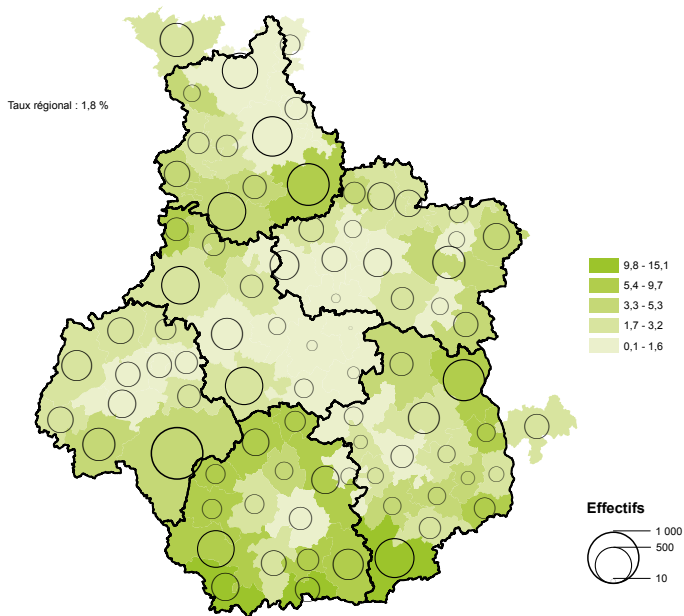 Taux régional : 1,8 %
9,8 - 15,1
5,4 - 9,7
3,3 - 5,3
1,7 - 3,2
0,1 - 1,6
Effectifs
1 000
500
10